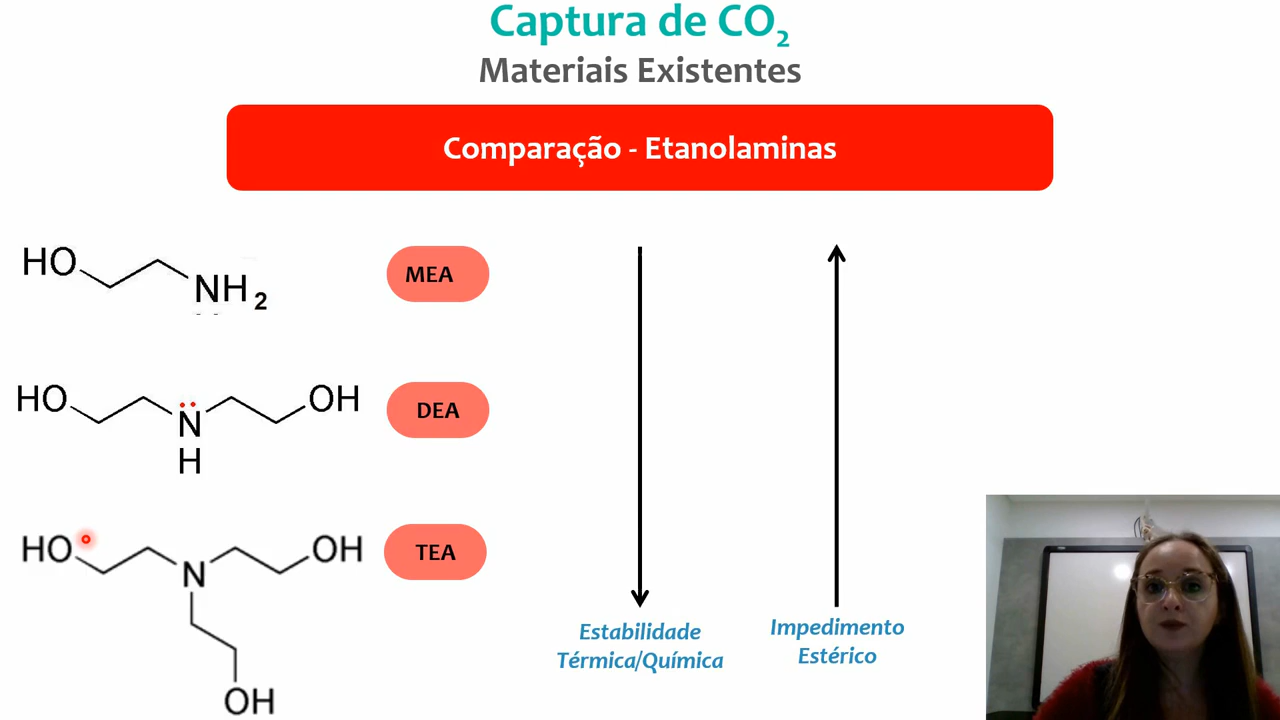 Captura de CO₂
Materiais Existentes
Comparação - Etanolaminas
HO
NH₂
MEA
HO
N
H
OH
DEA
HO
N
OH
OH
TEA
Estabilidade
Térmica/Química
Impedimento
Estérico